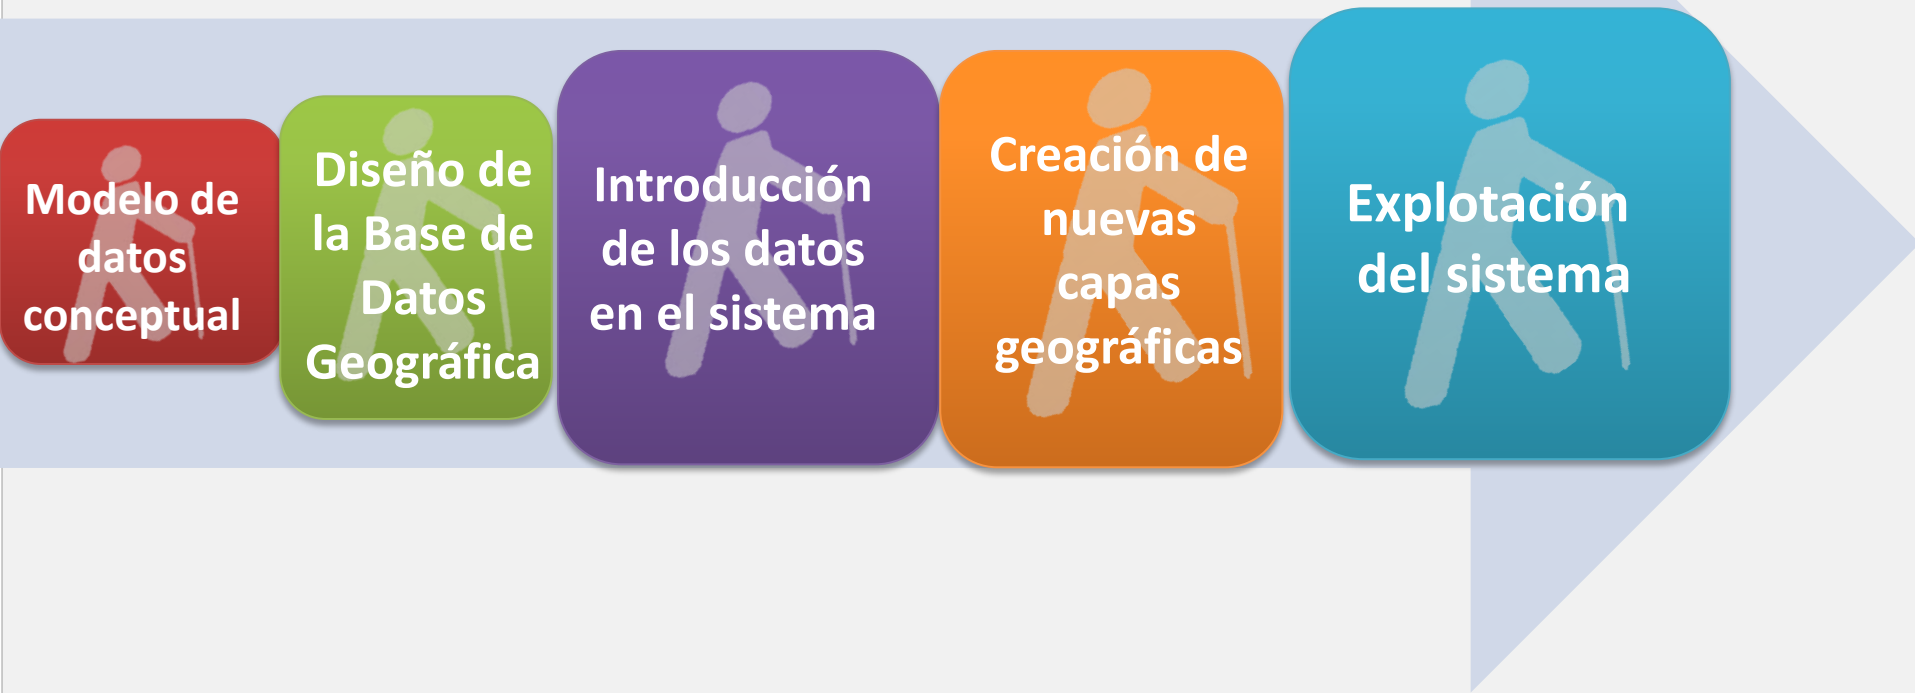 Modelo de
datos
conceptual
Diseño de
la Base de
Datos
Geográfica
Introducción
de los datos
en el sistema
Creación de
nuevas
capas
geográficas
Explotación
del sistema